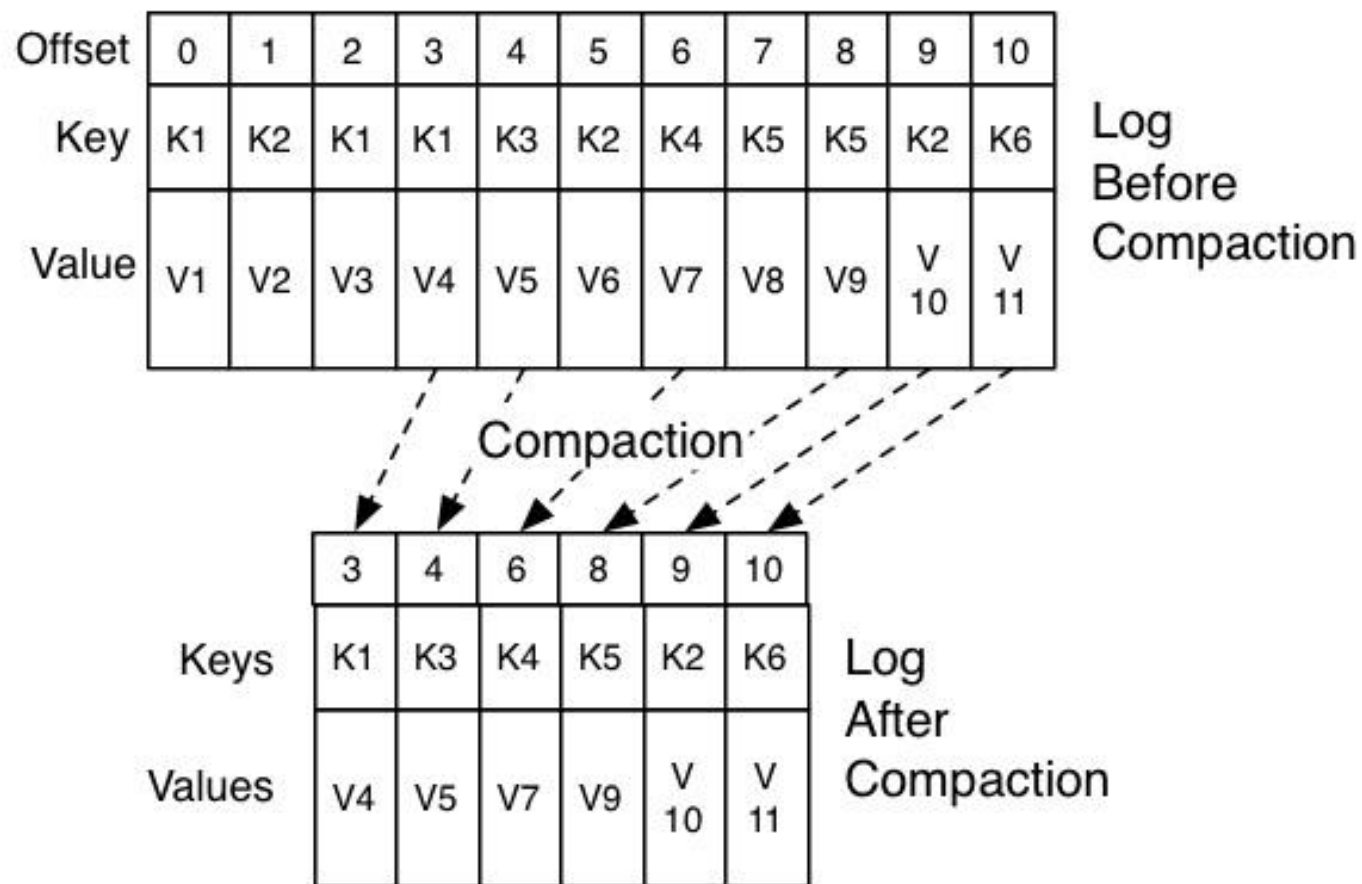 Offset 0 1 2 3 4 5 6 7 8 9 10
Key K1 K2 K1 K1 K3 K2 K4 K5 K5 K2 K6
Value V1 V2 V3 V4 V5 V6 V7 V8 V9 V 10 V 11
Log
Before
Compaction
Compaction
3 4 6 8 9 10
Keys K1 K3 K4 K5 K2 K6
Values V4 V5 V7 V9 V 10 V 11
Log
After
Compaction